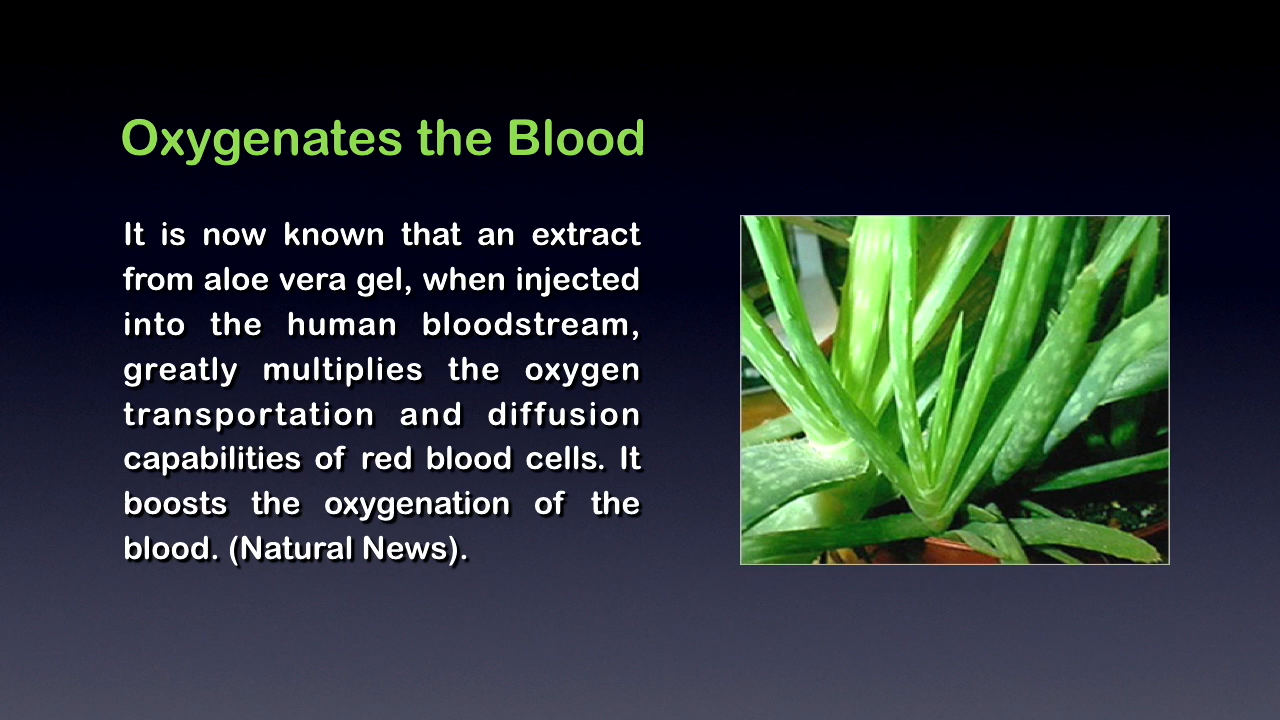 Oxygenates the Blood
It is now known that an extract
from aloe vera gel, when injected
into the human bloodstream,
greatly multiplies the oxygen
transportation and diffusion
capabilities of red blood cells. It
boosts the oxygenation of the
blood. (Natural News).